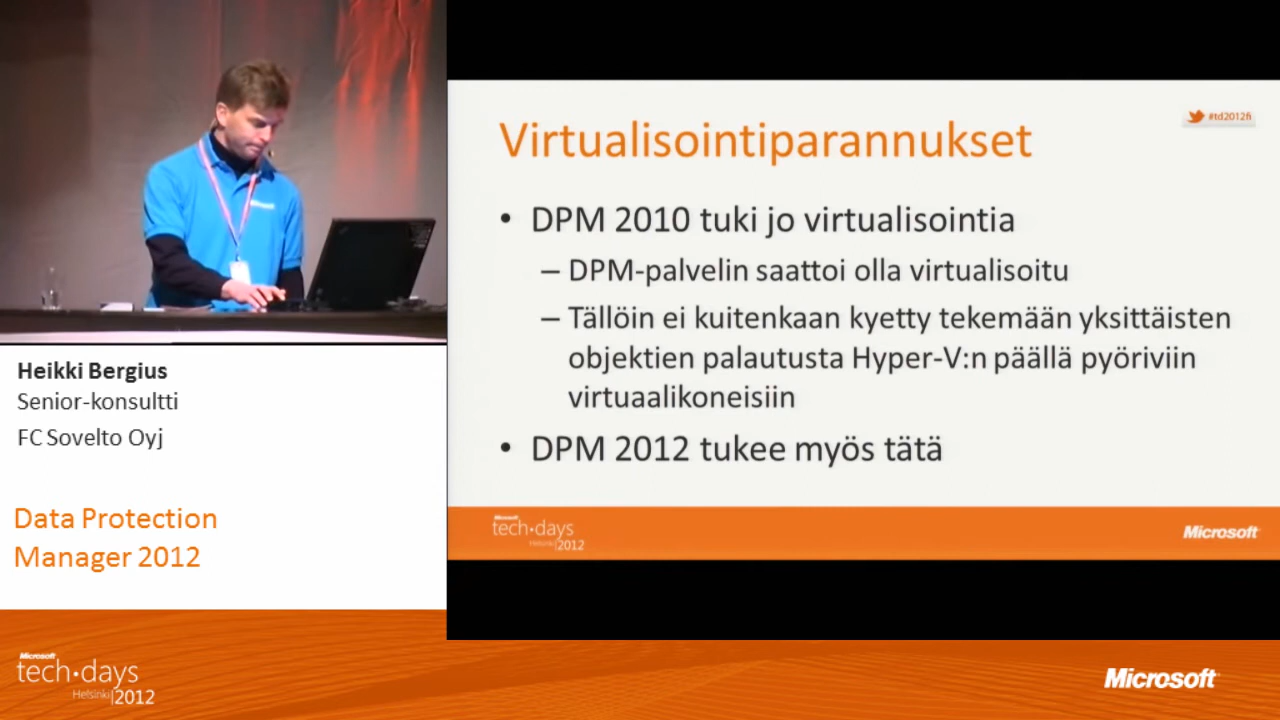 Heikki Bergius
Senior-konsultti
FC Sovelto Oyj
Data Protection
Manager 2012
Microsoft
tech·days
Helsinki|2012
#td2012fi
Virtualisointiparannukset
• DPM 2010 tuki jo virtualisointia
– DPM-palvelin saattoi olla virtualisoitu
– Tällöin ei kuitenkaan kyetty tekemään yksittäisten
objektien palautusta Hyper-V:n päällä pyöriviin
virtuaalikoneisiin
• DPM 2012 tukee myös tätä
Microsoft
tech·days
Helsinki|2012
Microsoft
Microsoft